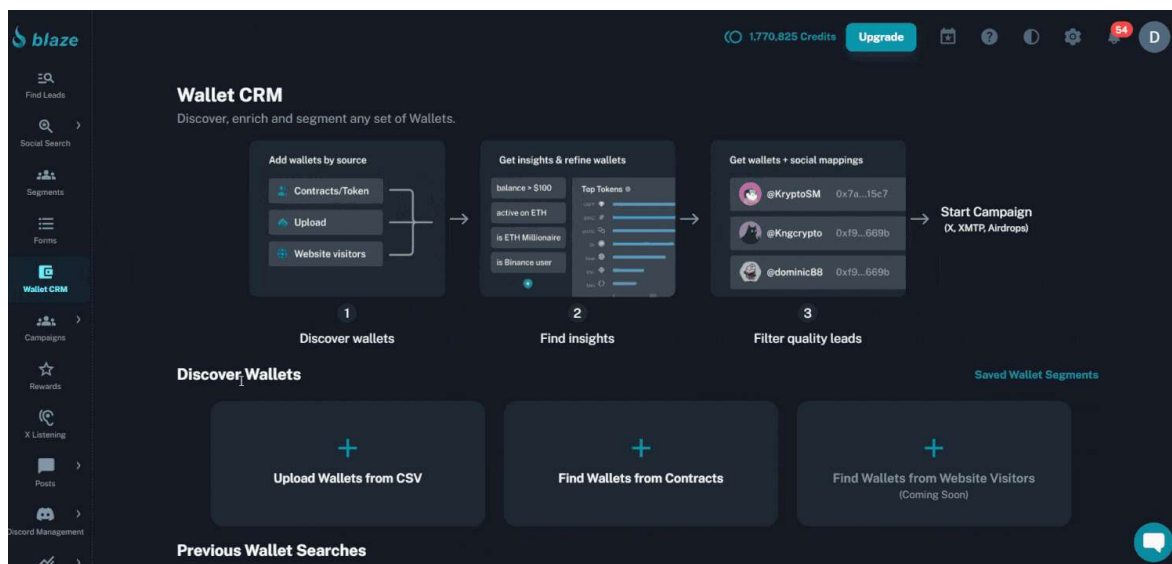 blaze
1,770,825 Credits
Upgrade
54
D
Find Leads
Social Search
Segments
Forms
Wallet CRM
Campaigns
Rewards
X Listening
Posts
Discord Management
Wallet CRM
Discover, enrich and segment any set of Wallets.
Add wallets by source
Contracts/Token
Upload
Website visitors
1
Discover wallets
Get insights & refine wallets
balance > $100
active on ETH
is ETH Millionaire
is Binance user
Top Tokens
2
Find insights
Get wallets + social mappings
@KryptoSM 0x7a...15c7
@Kngcrypto 0xf9...669b
@dominic88 0xf9...669b
3
Filter quality leads
Start Campaign
(X, XMTP, Airdrops)
Discover Wallets
Saved Wallet Segments
Upload Wallets from CSV
Find Wallets from Contracts
Find Wallets from Website Visitors
(Coming Soon)
Previous Wallet Searches